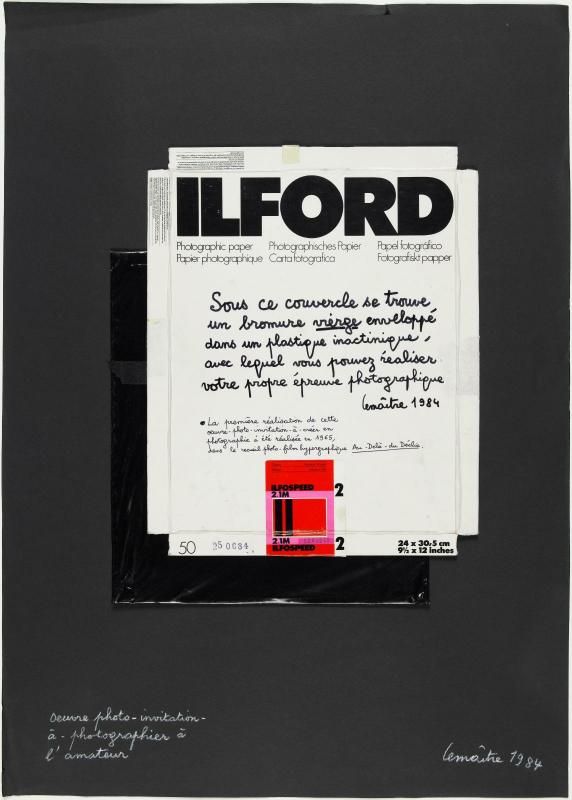 ILFORD
Photographic paper Photographisches Papier Papel fotográfico
Papier photographique Carta fotografica Fotografiskt papper
Sous ce couvercle se trouve
un bromure vierge enveloppé
dans un plastique inactinique,
avec lequel vous pouvez réaliser
votre propre épreuve photographique
Lemaître 1984
La première réalisation de cette
œuvre-photo-invitation-à-créer en
photographie a été réalisée en 1965,
dans le recueil photo-film hypergraphique Au-Delà-du Déclic.
ILFOSPEED 2
2.1M
2.1M
ILFOSPEED 2
50
24 x 30,5 cm
9½ x 12 inches
oeuvre photo-invitation-
à-photographier à
l'amateur
Lemaître 1984